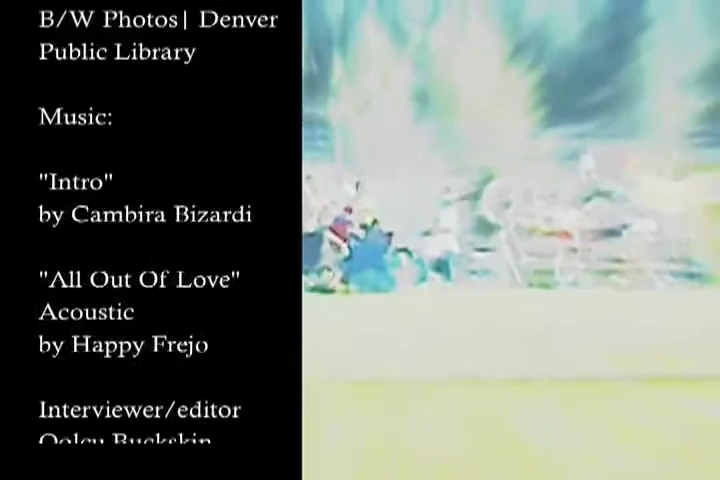 B/W Photos| Denver
Public Library
Music:
"Intro"
by Cambira Bizardi
"All Out Of Love"
Acoustic
by Happy Frejo
Interviewer/editor
Buckskin